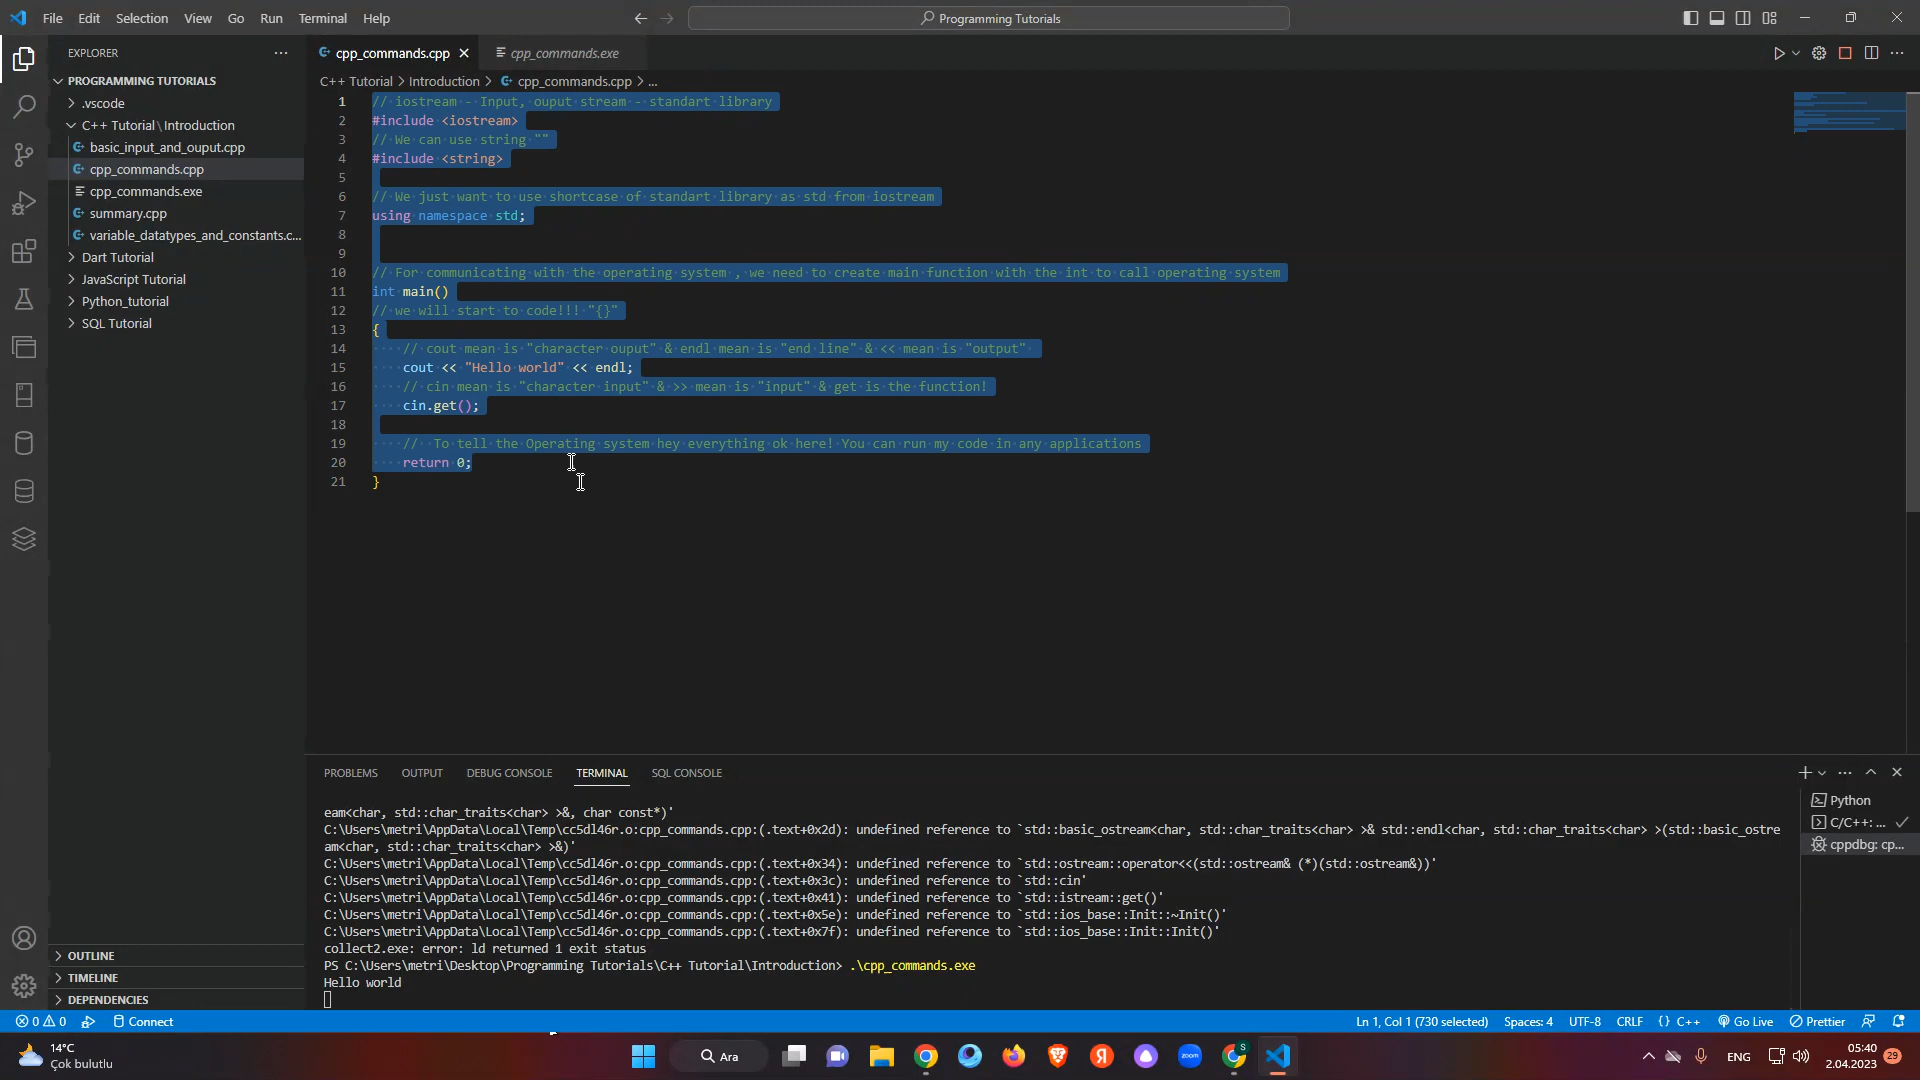 File Edit Selection View Go Run Terminal Help
Programming Tutorials
EXPLORER
cpp_commands.cpp
cpp_commands.exe
PROGRAMMING TUTORIALS
.vscode
C++ Tutorial\Introduction
basic_input_and_ouput.cpp
cpp_commands.cpp
cpp_commands.exe
summary.cpp
variable_datatypes_and_constants.c...
Dart Tutorial
JavaScript Tutorial
Python_tutorial
SQL Tutorial
C++ Tutorial > Introduction > cpp_commands.cpp > ...
1 // iostream - Input, ouput stream - standart library
2 #include <iostream>
3 // We can use string ""
4 #include <string>
5
6 // We just want to use shortcase of standart library as std from iostream
7 using namespace std;
8
9
10 // For communicating with the operating system , we need to create main function with the int to call operating system
11 int main()
12 // we will start to code!!! "{}"
13 {
14 // cout mean is "character ouput" & endl mean is "end line" & << mean is "output"
15 cout << "Hello world" << endl;
16 // cin mean is "character input" & >> mean is "input" & get is the function!
17 cin.get();
18
19 // To tell the Operating system hey everything ok here! You can run my code in any applications
20 return 0;
21 }
PROBLEMS OUTPUT DEBUG CONSOLE TERMINAL SQL CONSOLE
eam<char, std::char_traits<char> >&, char const*)'
C:\Users\metri\AppData\Local\Temp\cc5dl46r.o:cpp_commands.cpp:(.text+0x2d): undefined reference to `std::basic_ostream<char, std::char_traits<char> >& std::endl<char, std::char_traits<char> >(std::basic_ostre
am<char, std::char_traits<char> >&)'
C:\Users\metri\AppData\Local\Temp\cc5dl46r.o:cpp_commands.cpp:(.text+0x34): undefined reference to `std::ostream::operator<<(std::ostream& (*)(std::ostream&))'
C:\Users\metri\AppData\Local\Temp\cc5dl46r.o:cpp_commands.cpp:(.text+0x3c): undefined reference to `std::cin'
C:\Users\metri\AppData\Local\Temp\cc5dl46r.o:cpp_commands.cpp:(.text+0x41): undefined reference to `std::istream::get()'
C:\Users\metri\AppData\Local\Temp\cc5dl46r.o:cpp_commands.cpp:(.text+0x5e): undefined reference to `std::ios_base::Init::~Init()'
C:\Users\metri\AppData\Local\Temp\cc5dl46r.o:cpp_commands.cpp:(.text+0x7f): undefined reference to `std::ios_base::Init::Init()'
collect2.exe: error: ld returned 1 exit status
PS C:\Users\metri\Desktop\Programming Tutorials\C++ Tutorial\Introduction> .\cpp_commands.exe
Hello world
Python
C/C++: ...
cppdbg: cp...
OUTLINE
TIMELINE
DEPENDENCIES
0 0 Connect
Ln 1, Col 1 (730 selected) Spaces: 4 UTF-8 CRLF {} C++ Go Live Prettier
14°C
Çok bulutlu
Ara
zoom
S
ENG
05:40
2.04.2023
29